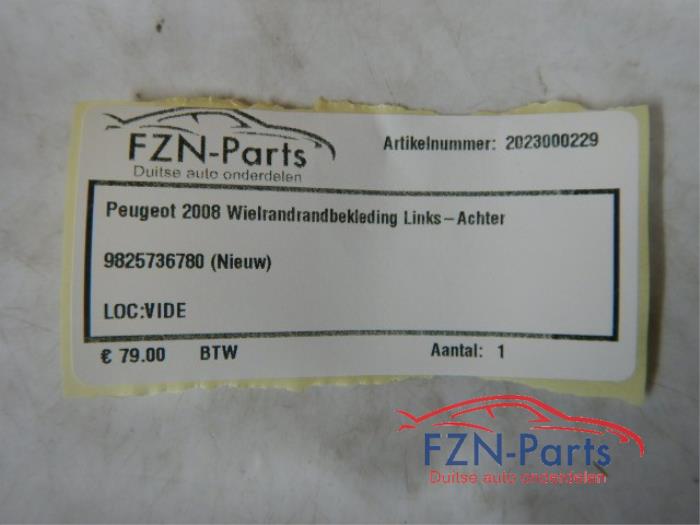 FZN-Parts
Duitse auto onderdelen
Artikelnummer: 2023000229
Peugeot 2008 Wielrandrandbekleding Links-Achter
9825736780 (Nieuw)
LOC:VIDE
€ 79.00 BTW Aantal: 1
FZN-Parts
Duitse auto onderdelen